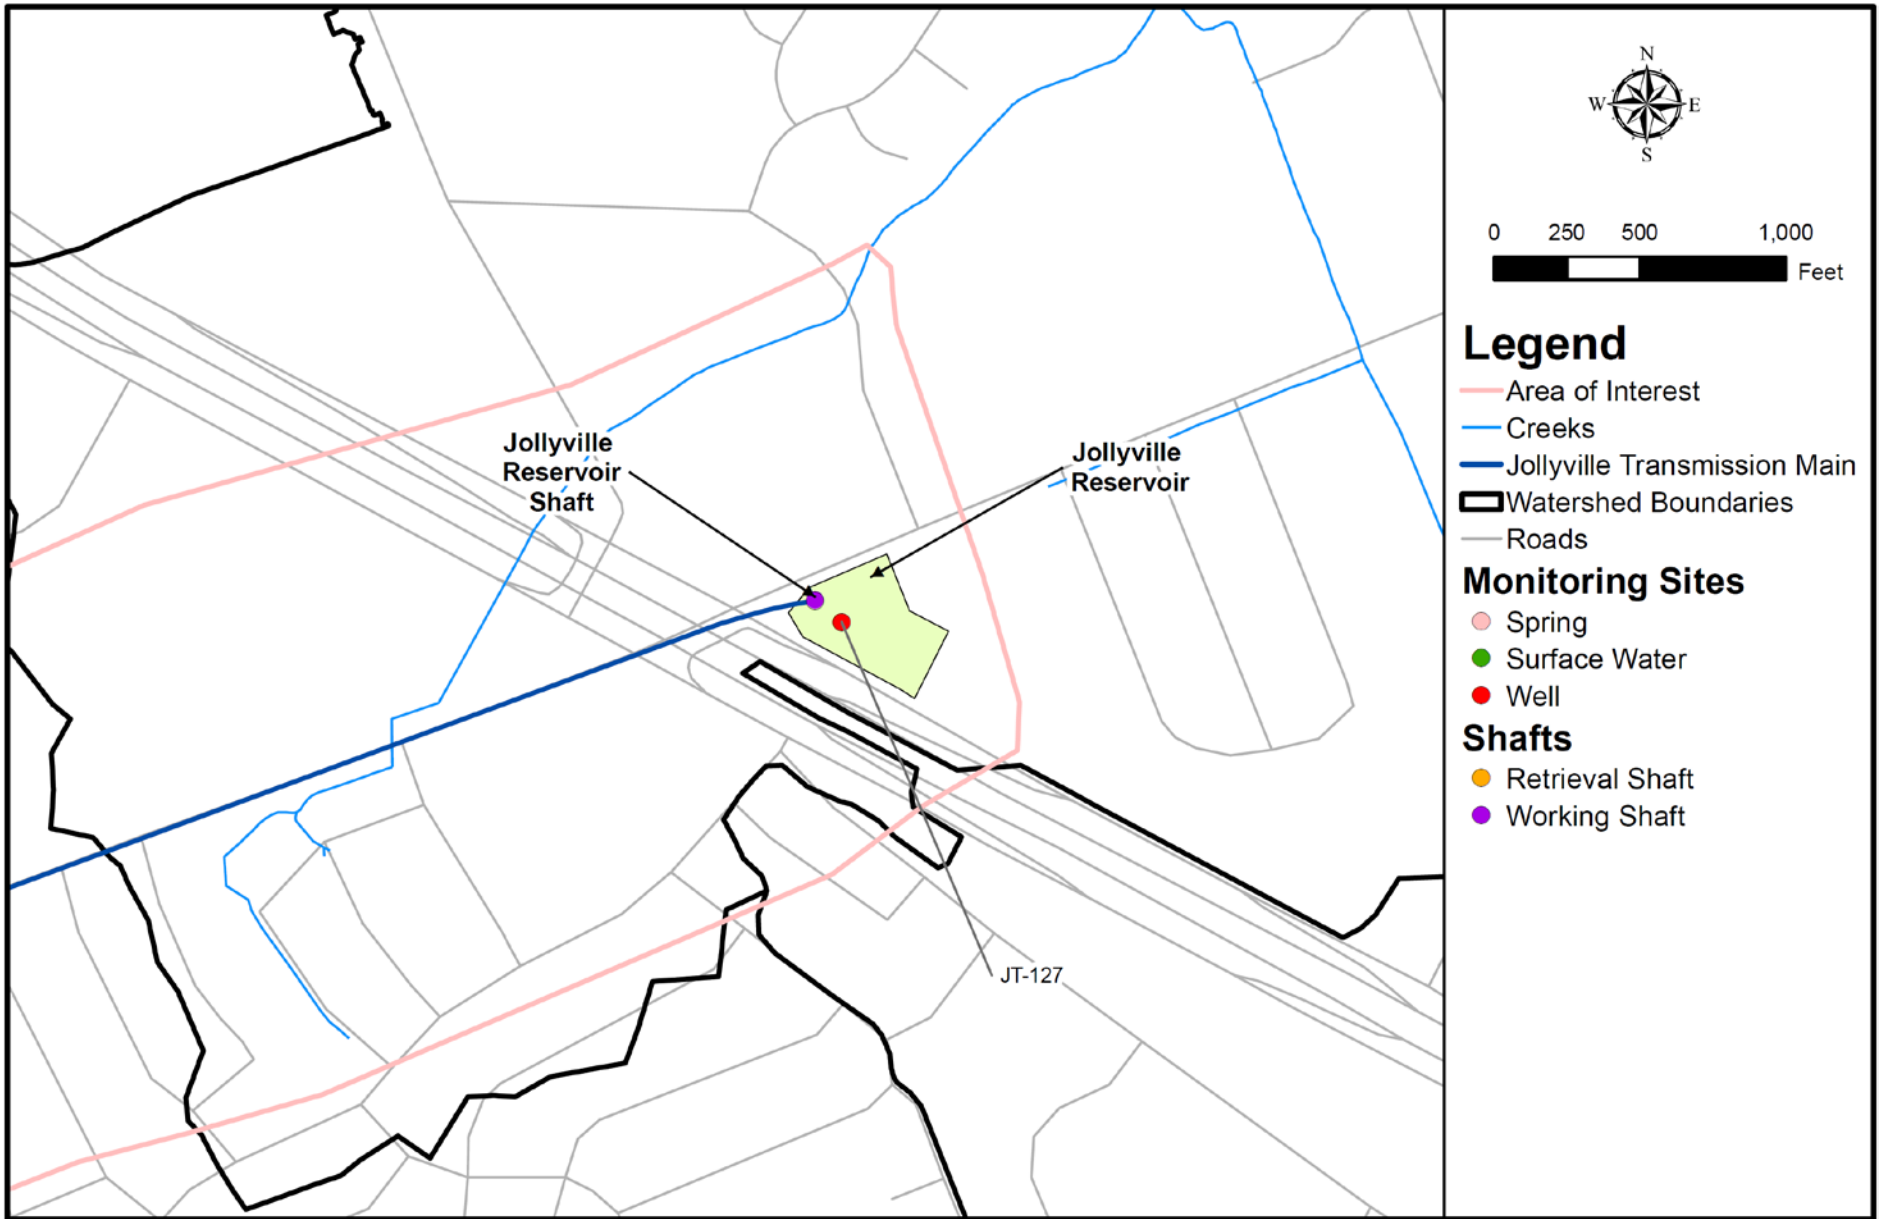 Jollyville
Reservoir
Shaft
Jollyville
Reservoir
JT-127
N
W E
S
0 250 500 1,000
Feet
Legend
Area of Interest
Creeks
Jollyville Transmission Main
Watershed Boundaries
Roads
Monitoring Sites
Spring
Surface Water
Well
Shafts
Retrieval Shaft
Working Shaft